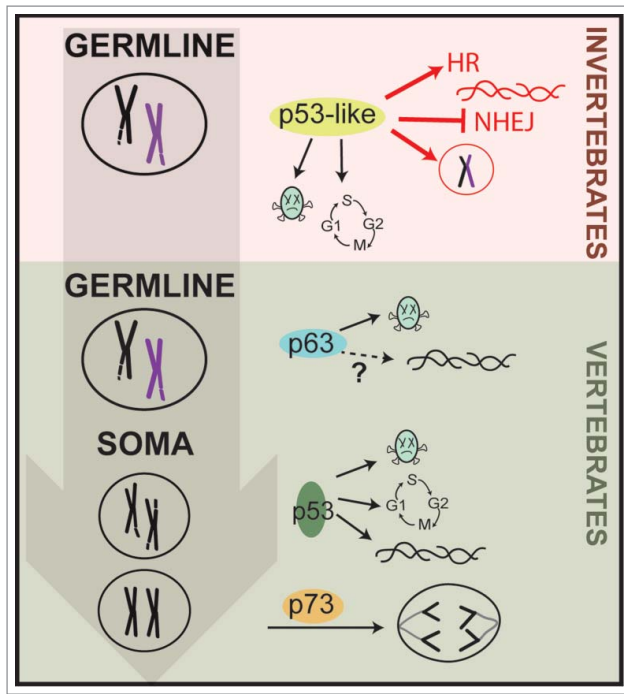 GERMLINE
INVERTEBRATES
HR
p53-like
NHEJ
S
G1
G2
M
GERMLINE
VERTEBRATES
p63
?
SOMA
p53
S
G1
G2
M
p73